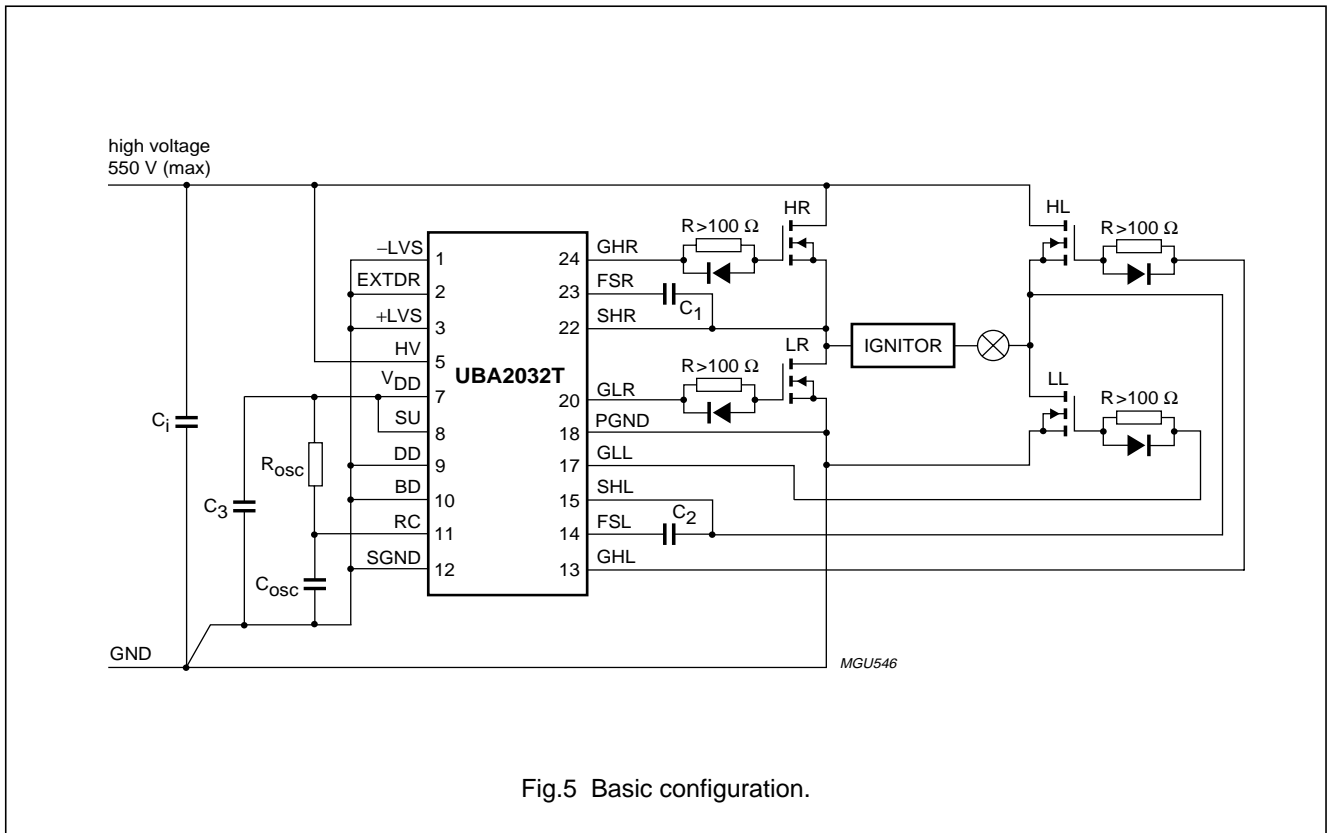 high voltage
550 V (max)
Ci
C3
Rosc
Cosc
GND
–LVS
EXTDR
+LVS
HV
VDD
SU
DD
BD
RC
SGND
1
2
3
5
7
8
9
10
11
12
UBA2032T
24
23
22
20
18
17
15
14
13
GHR
FSR
SHR
GLR
PGND
GLL
SHL
FSL
GHL
R>100 Ω
HR
C1
R>100 Ω
LR
C2
IGNITOR
HL
R>100 Ω
LL
R>100 Ω
MGU546
Fig.5 Basic configuration.